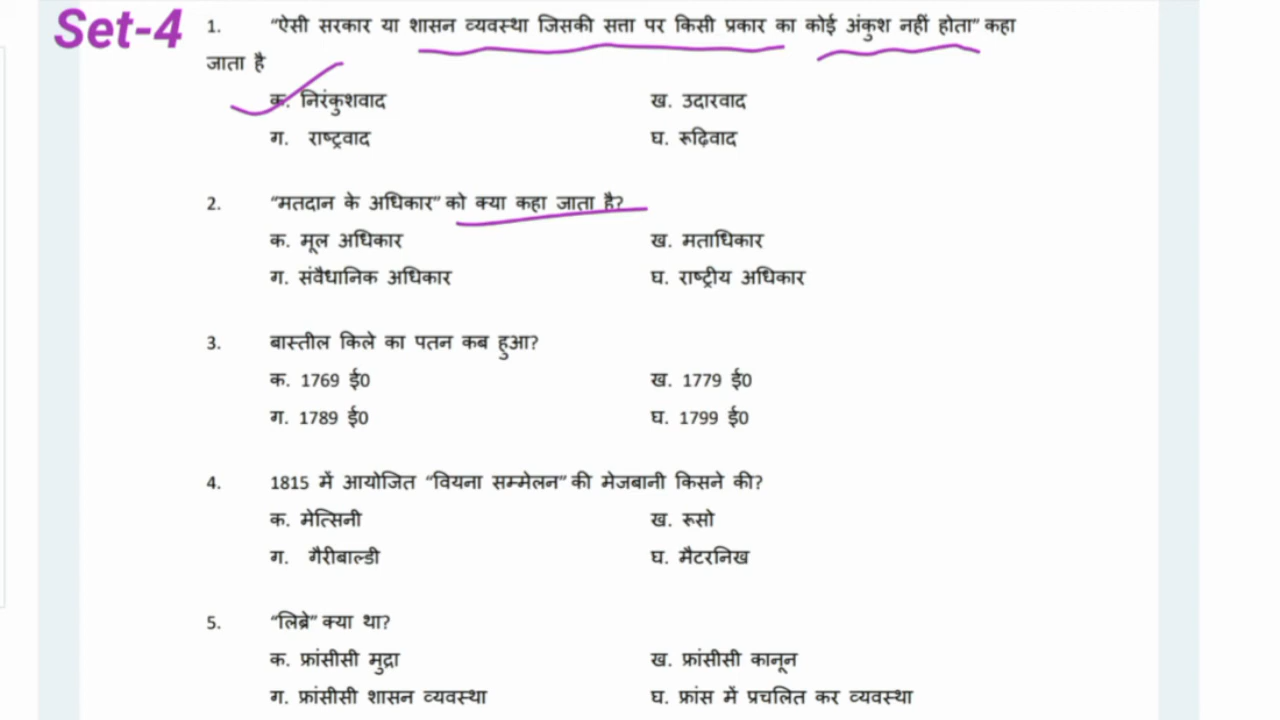 Set-4
1. “ऐसी सरकार या शासन व्यवस्था जिसकी सत्ता पर किसी प्रकार का कोई अंकुश नहीं होता” कहा
जाता है
क. निरंकुशवाद ख. उदारवाद
ग. राष्ट्रवाद घ. रूढ़िवाद
2. “मतदान के अधिकार” को क्या कहा जाता है?
क. मूल अधिकार ख. मताधिकार
ग. संवैधानिक अधिकार घ. राष्ट्रीय अधिकार
3. बास्तील किले का पतन कब हुआ?
क. 1769 ई0 ख. 1779 ई0
ग. 1789 ई0 घ. 1799 ई0
4. 1815 में आयोजित “वियना सम्मेलन” की मेजबानी किसने की?
क. मेत्सिनी ख. रूसो
ग. गैरीबाल्डी घ. मैटरनिख
5. “लिब्रे” क्या था?
क. फ्रांसीसी मुद्रा ख. फ्रांसीसी कानून
ग. फ्रांसीसी शासन व्यवस्था घ. फ्रांस में प्रचलित कर व्यवस्था